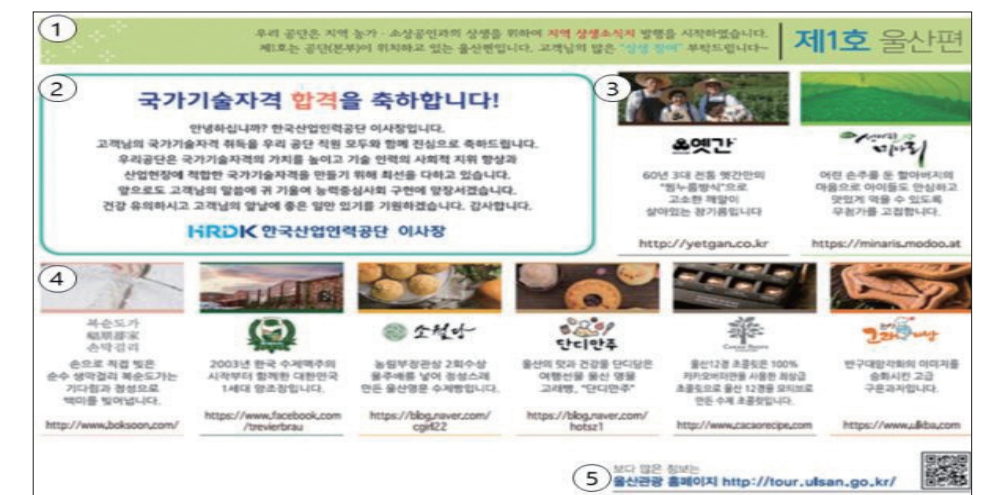 ①
우리 공단은 지역 농가 · 소상공인과의 상생을 위하여 지역 상생소식지 발행을 시작하였습니다.
제1호는 공단(본부)이 위치하고 있는 울산편입니다. 고객님의 많은 "상생 참여" 부탁드립니다~
제1호 울산편
②
국가기술자격 합격을 축하합니다!
안녕하십니까? 한국산업인력공단 이사장입니다.
고객님의 국가기술자격 취득을 우리 공단 직원 모두와 함께 진심으로 축하드립니다.
우리공단은 국가기술자격의 가치를 높이고 기술 인력의 사회적 지위 향상과
산업현장에 적합한 국가기술자격을 만들기 위해 최선을 다하고 있습니다.
앞으로도 고객님의 말씀에 귀 기울여 능력중심사회 구현에 앞장서겠습니다.
건강 유의하시고 고객님의 앞날에 좋은 일만 있기를 기원하겠습니다. 감사합니다.
HRDK 한국산업인력공단 이사장
③
옛간
60년 3대 전통 옛간만의
"찜누름방식"으로
고소한 깨알이
살아있는 참기름입니다
http://yetgan.co.kr
미나리
어린 손주를 둔 할아버지의
마음으로 아이들도 안심하고
맛있게 먹을 수 있도록
무첨가를 고집합니다.
https://minaris.modoo.at
④
복순도가
福順都家
손막걸리
손으로 직접 빚은
순수 생막걸리 복순도가는
기다림과 정성으로
백미를 빚어냅니다.
http://www.boksoon.com/
2003년 한국 수제맥주의
시작부터 함께한 대한민국
1세대 양조장입니다.
https://www.facebook.com
/trevierbrau
소월당
농림부장관상 2회수상
울주배를 넣어 정성스레
만든 울산명문 수제빵입니다.
https://blog.naver.com/
cgirl22
단디만주
울산의 맛과 건강을 단디담은
여행선물 울산 명물
고래빵, "단디만주"
https://blog.naver.com/
hotsz1
울산12경 초콜릿은 100%
카카오버터만을 사용한 최상급
초콜릿으로 울산 12경을 모티브로
만든 수제 초콜릿입니다.
http://www.cacaorecipe.com
반구대암각화의 이미지를
승화시킨 고급
구운과자입니다.
https://www.ulkba.com
⑤
보다 많은 정보는
울산관광 홈페이지 http://tour.ulsan.go.kr/